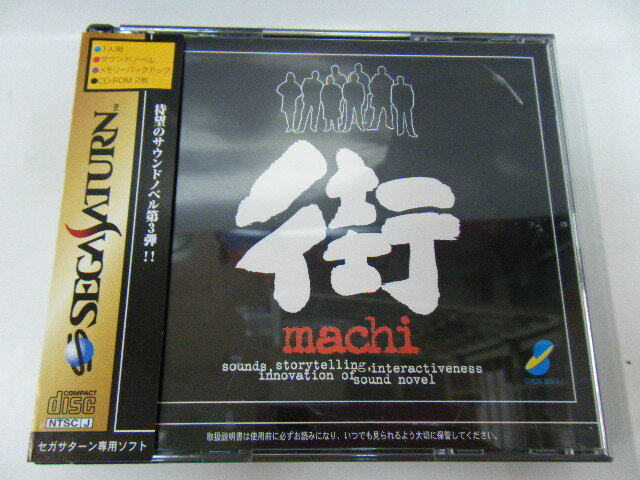 1人用
サウンドノベル
メモリーバックアップ
CD-ROM 2枚
待望のサウンドノベル第3弾!!
SEGA SATURN™
COMPACT
disc
NTSC J
セガサターン専用ソフト
街
machi
sounds, storytelling, interactiveness
innovation of sound novel
CHUN SOFT
取扱説明書は使用前に必ずお読みになり、いつでも見られるよう大切に保管してください。